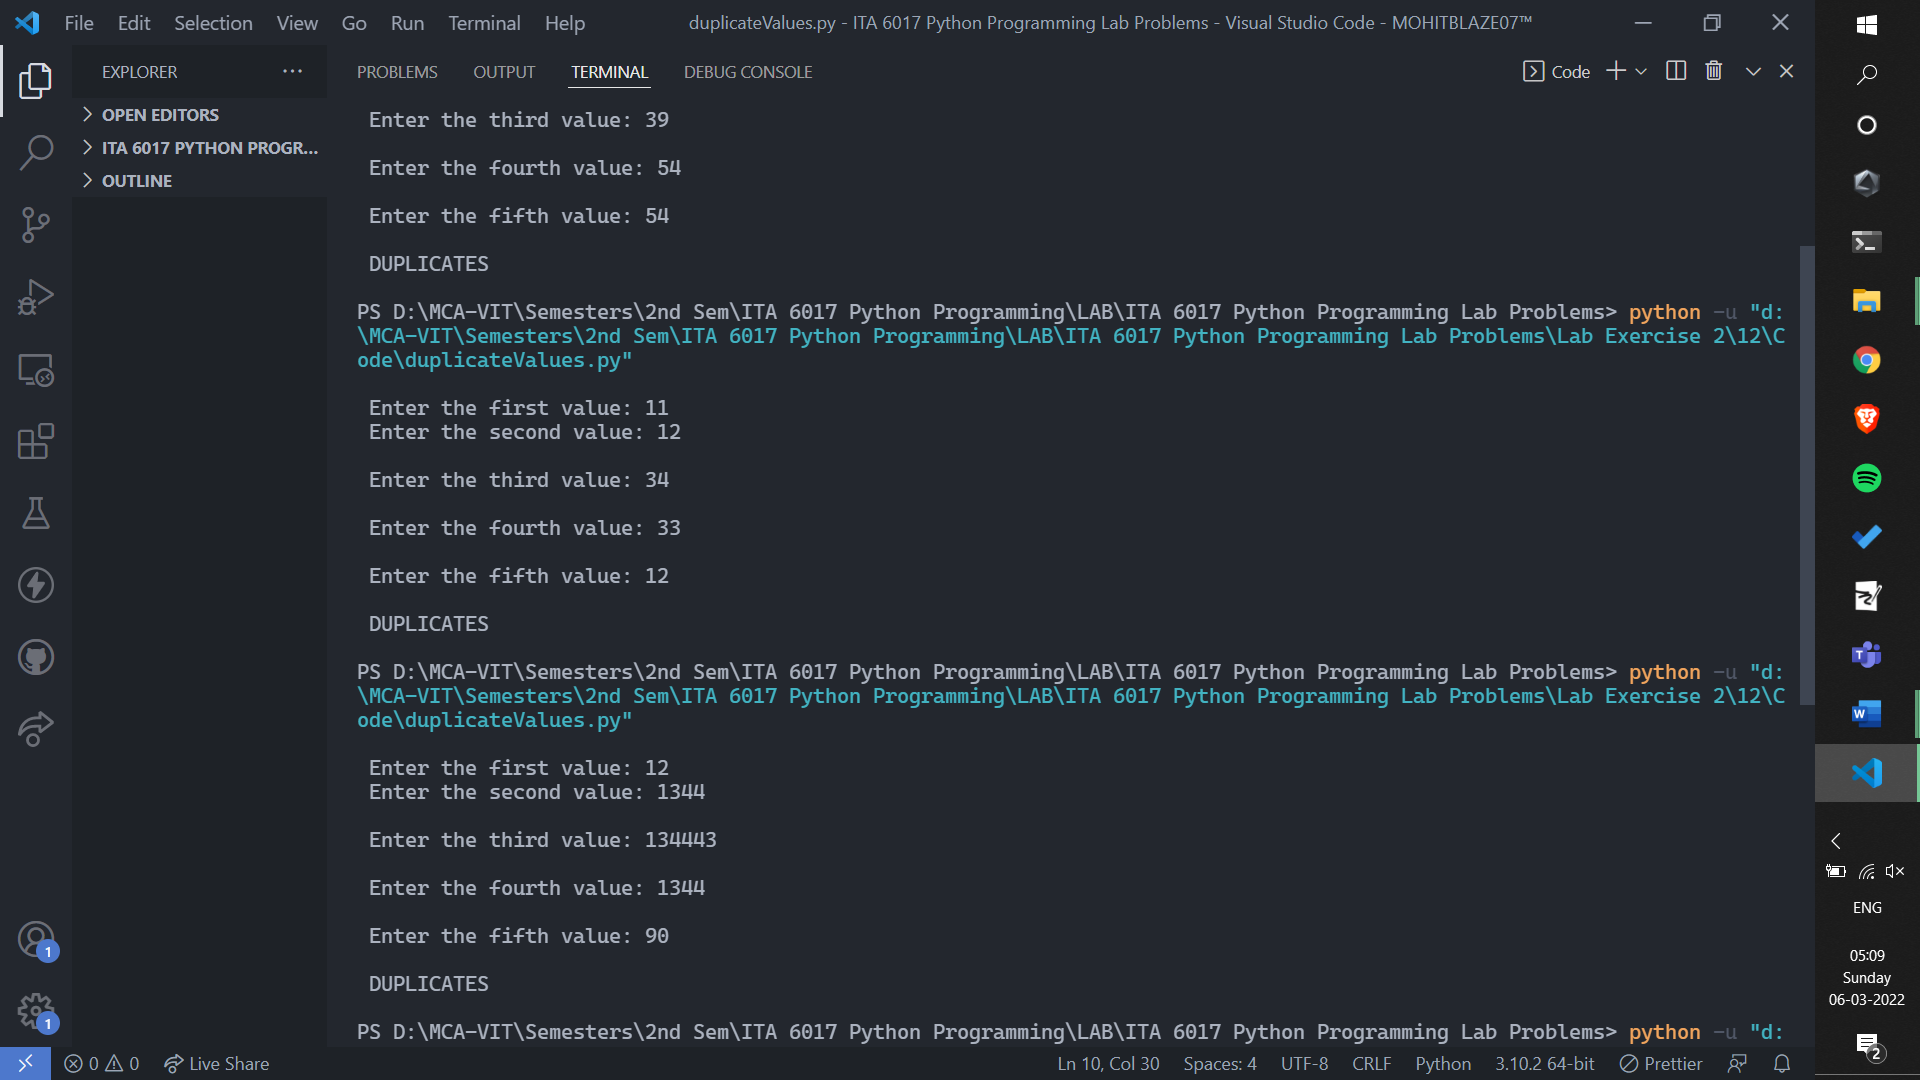 File Edit Selection View Go Run Terminal Help
duplicateValues.py - ITA 6017 Python Programming Lab Problems - Visual Studio Code - MOHITBLAZE07™
EXPLORER
OPEN EDITORS
ITA 6017 PYTHON PROGR...
OUTLINE
PROBLEMS OUTPUT TERMINAL DEBUG CONSOLE
Code
Enter the third value: 39
Enter the fourth value: 54
Enter the fifth value: 54
DUPLICATES
PS D:\MCA-VIT\Semesters\2nd Sem\ITA 6017 Python Programming\LAB\ITA 6017 Python Programming Lab Problems> python -u "d:
\MCA-VIT\Semesters\2nd Sem\ITA 6017 Python Programming\LAB\ITA 6017 Python Programming Lab Problems\Lab Exercise 2\12\C
ode\duplicateValues.py"
Enter the first value: 11
Enter the second value: 12
Enter the third value: 34
Enter the fourth value: 33
Enter the fifth value: 12
DUPLICATES
PS D:\MCA-VIT\Semesters\2nd Sem\ITA 6017 Python Programming\LAB\ITA 6017 Python Programming Lab Problems> python -u "d:
\MCA-VIT\Semesters\2nd Sem\ITA 6017 Python Programming\LAB\ITA 6017 Python Programming Lab Problems\Lab Exercise 2\12\C
ode\duplicateValues.py"
Enter the first value: 12
Enter the second value: 1344
Enter the third value: 134443
Enter the fourth value: 1344
Enter the fifth value: 90
DUPLICATES
PS D:\MCA-VIT\Semesters\2nd Sem\ITA 6017 Python Programming\LAB\ITA 6017 Python Programming Lab Problems> python -u "d:
1
1
0 0 Live Share
Ln 10, Col 30 Spaces: 4 UTF-8 CRLF Python 3.10.2 64-bit Prettier
ENG
05:09
Sunday
06-03-2022
2